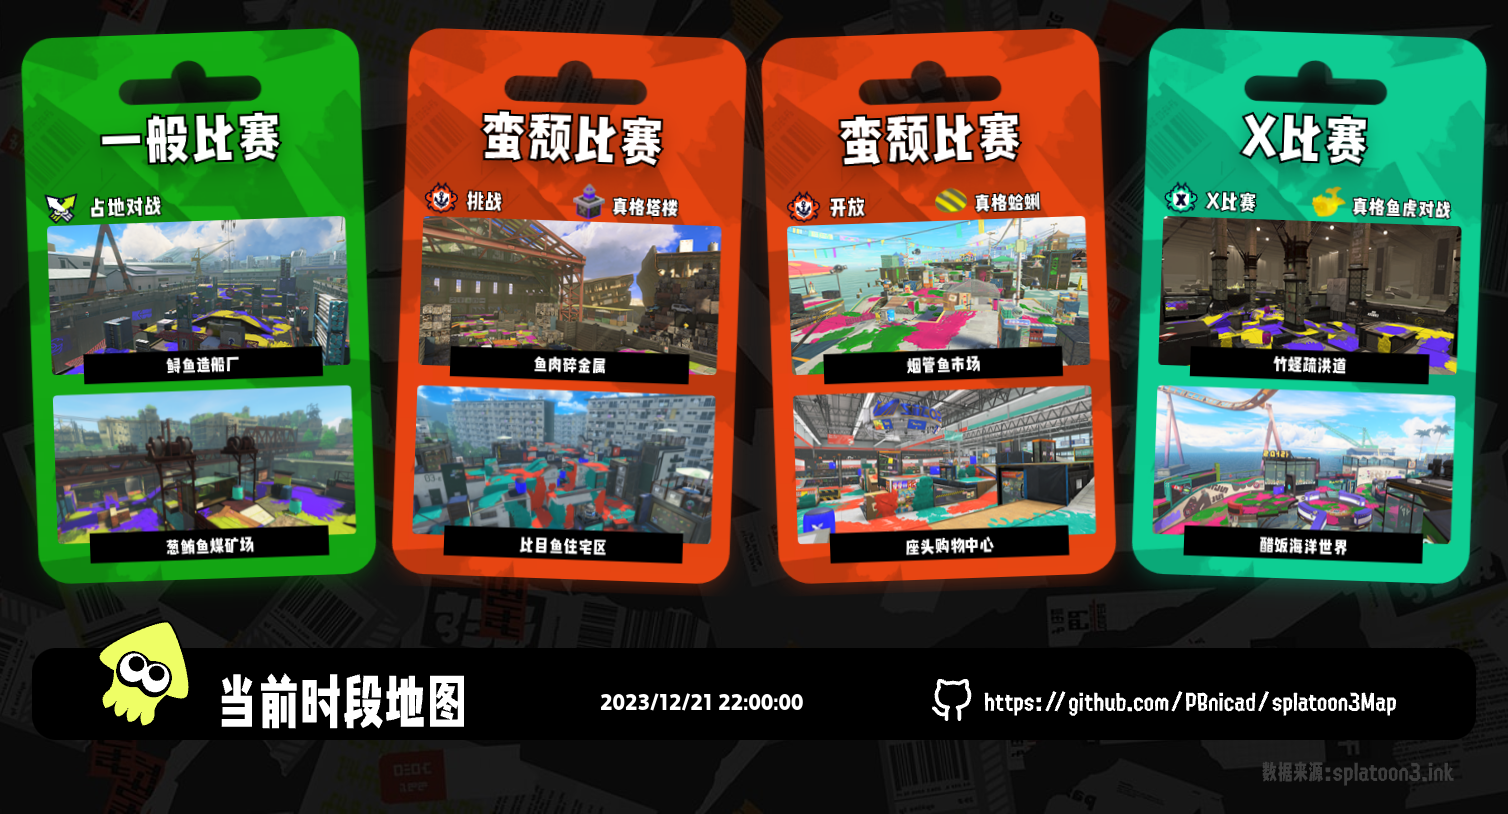 一般比赛
占地对战
鲟鱼造船厂
葱鲔鱼煤矿场
蛮颓比赛
挑战
真格塔楼
鱼肉碎金属
比目鱼住宅区
蛮颓比赛
开放
真格蛤蜊
烟管鱼市场
座头购物中心
X比赛
X比赛
真格鱼虎对战
竹蛏疏洪道
醋饭海洋世界
当前时段地图
2023/12/21 22:00:00
https://github.com/PBnicad/splatoon3Map
数据来源:splatoon3.ink